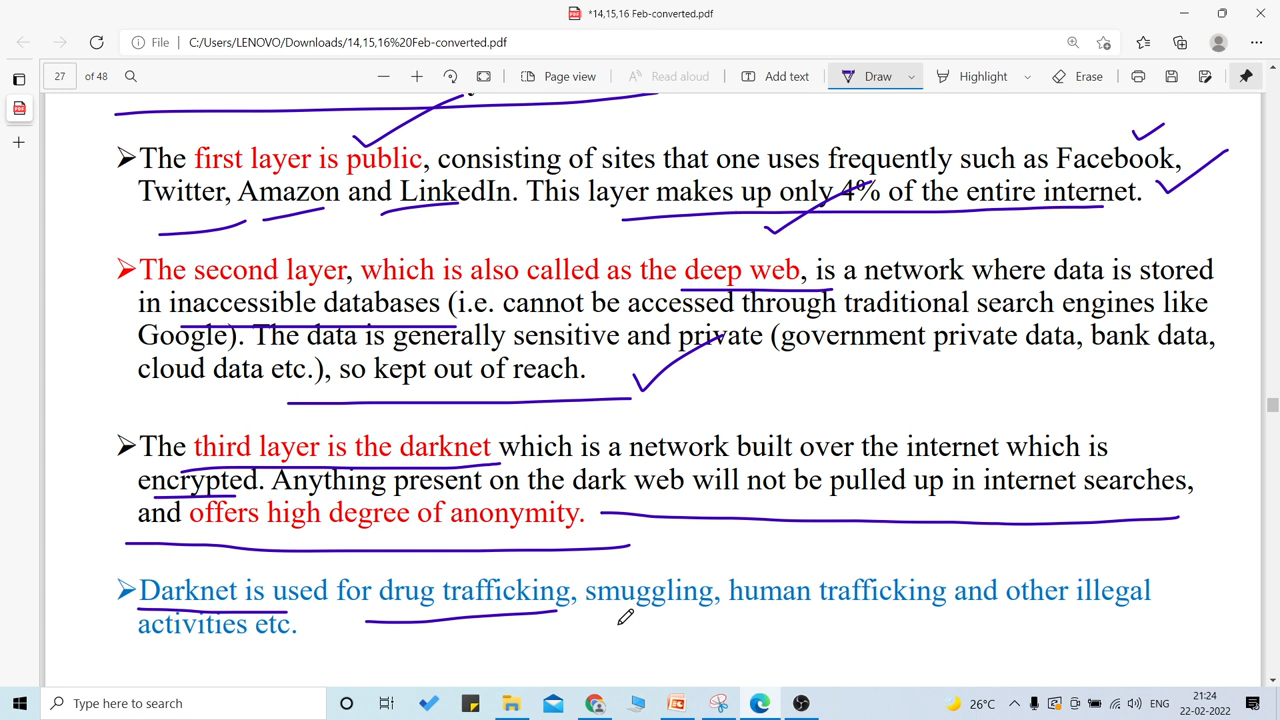 *14,15,16 Feb-converted.pdf
File C:/Users/LENOVO/Downloads/14,15,16%20Feb-converted.pdf
27 of 48 Page view Read aloud Add text Draw Highlight Erase
The first layer is public, consisting of sites that one uses frequently such as Facebook,
Twitter, Amazon and LinkedIn. This layer makes up only 4% of the entire internet.
The second layer, which is also called as the deep web, is a network where data is stored
in inaccessible databases (i.e. cannot be accessed through traditional search engines like
Google). The data is generally sensitive and private (government private data, bank data,
cloud data etc.), so kept out of reach.
The third layer is the darknet which is a network built over the internet which is
encrypted. Anything present on the dark web will not be pulled up in internet searches,
and offers high degree of anonymity.
Darknet is used for drug trafficking, smuggling, human trafficking and other illegal
activities etc.
Type here to search
26°C ENG
21:24
22-02-2022